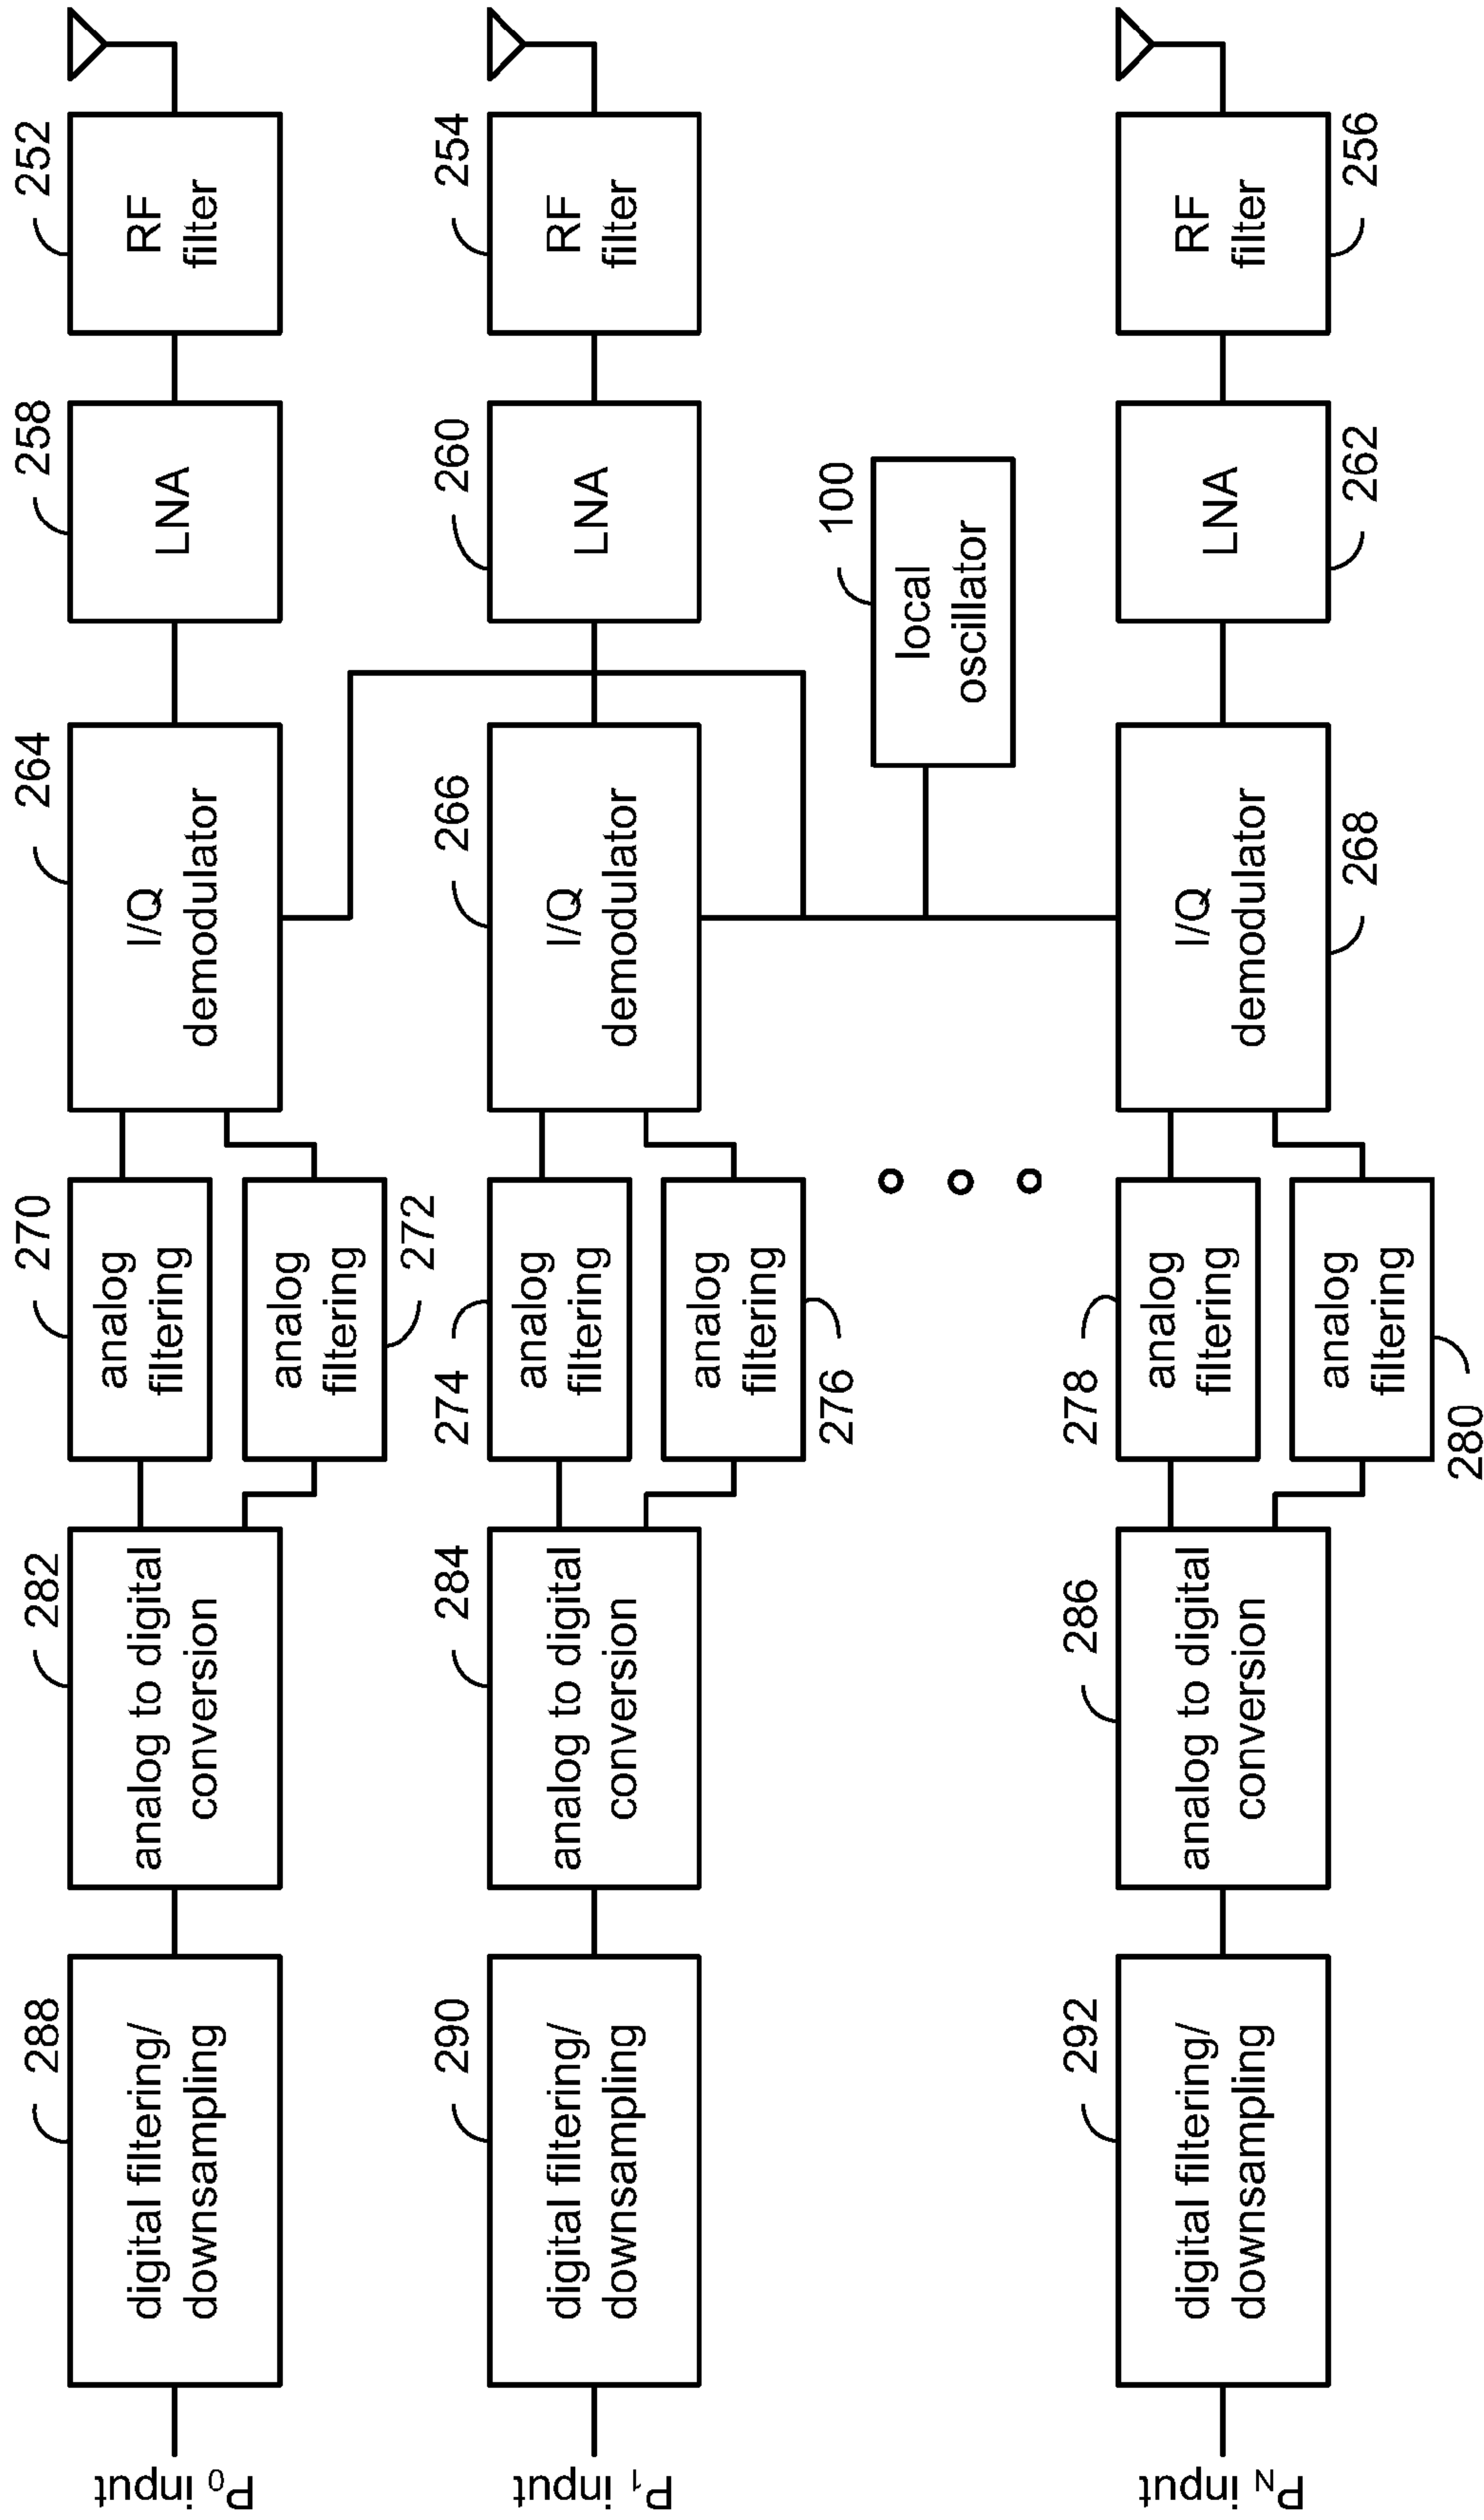 252
RF
filter
258
LNA
264
I/Q
demodulator
270
analog
filtering
analog
filtering
272
282
analog to digital
conversion
288
digital filtering/
downsampling
P0 input
254
RF
filter
260
LNA
266
I/Q
demodulator
274
analog
filtering
analog
filtering
276
284
analog to digital
conversion
290
digital filtering/
downsampling
P1 input
100
local
oscillator
RF
filter
256
LNA
262
I/Q
demodulator
268
278
analog
filtering
analog
filtering
280
286
analog to digital
conversion
292
digital filtering/
downsampling
PN input